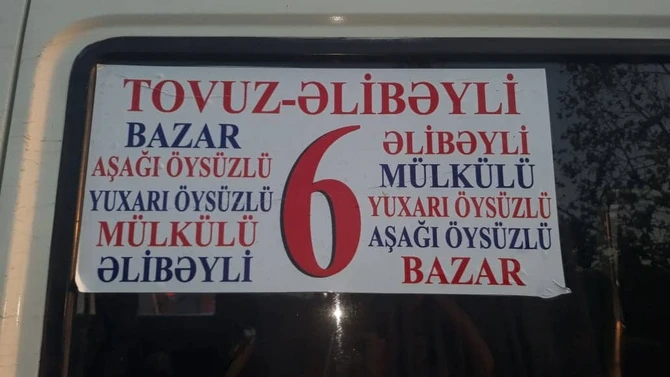 TOVUZ-ƏLİBƏYLİ
BAZAR
AŞAĞI ÖYSÜZLÜ
YUXARI ÖYSÜZLÜ
MÜLKÜLÜ
ƏLİBƏYLİ
6
ƏLİBƏYLİ
MÜLKÜLÜ
YUXARI ÖYSÜZLÜ
AŞAĞI ÖYSÜZLÜ
BAZAR